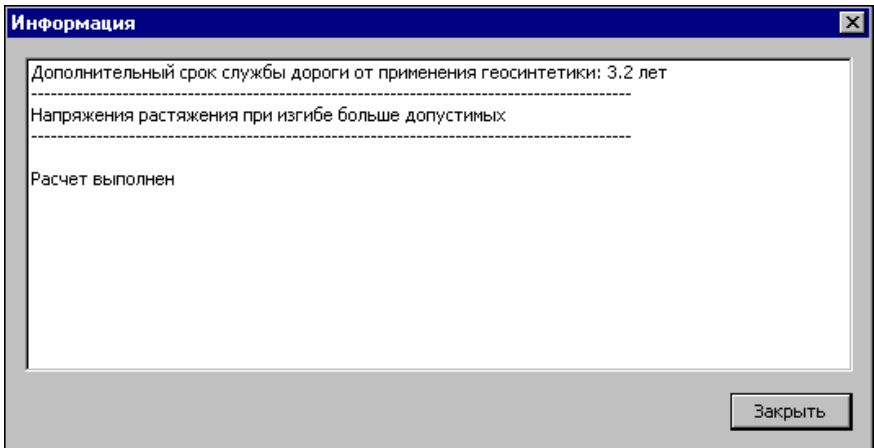 Информация
Дополнительный срок службы дороги от применения геосинтетики: 3.2 лет
--------------------------------------------------------------------------------------------
Напряжения растяжения при изгибе больше допустимых
--------------------------------------------------------------------------------------------
Расчет выполнен
Закрыть